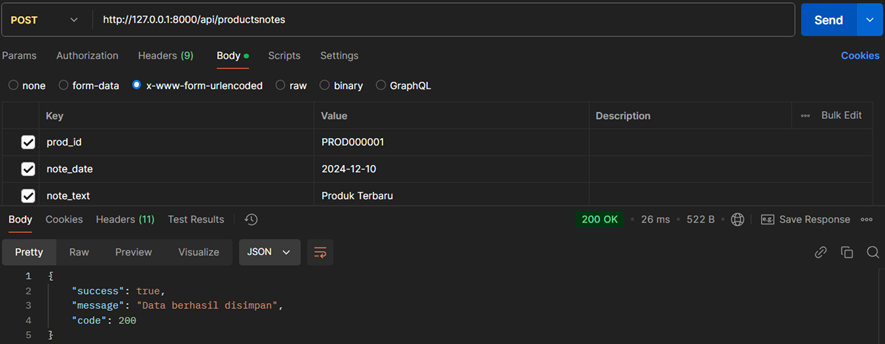 POST http://127.0.0.1:8000/api/productsnotes Send
Params Authorization Headers (9) Body Scripts Settings Cookies
none form-data x-www-form-urlencoded raw binary GraphQL
Key Value Description Bulk Edit
prod_id PROD000001
note_date 2024-12-10
note_text Produk Terbaru
Body Cookies Headers (11) Test Results 200 OK 26 ms 522 B Save Response
Pretty Raw Preview Visualize JSON
1 {
2 "success": true,
3 "message": "Data berhasil disimpan",
4 "code": 200
5 }